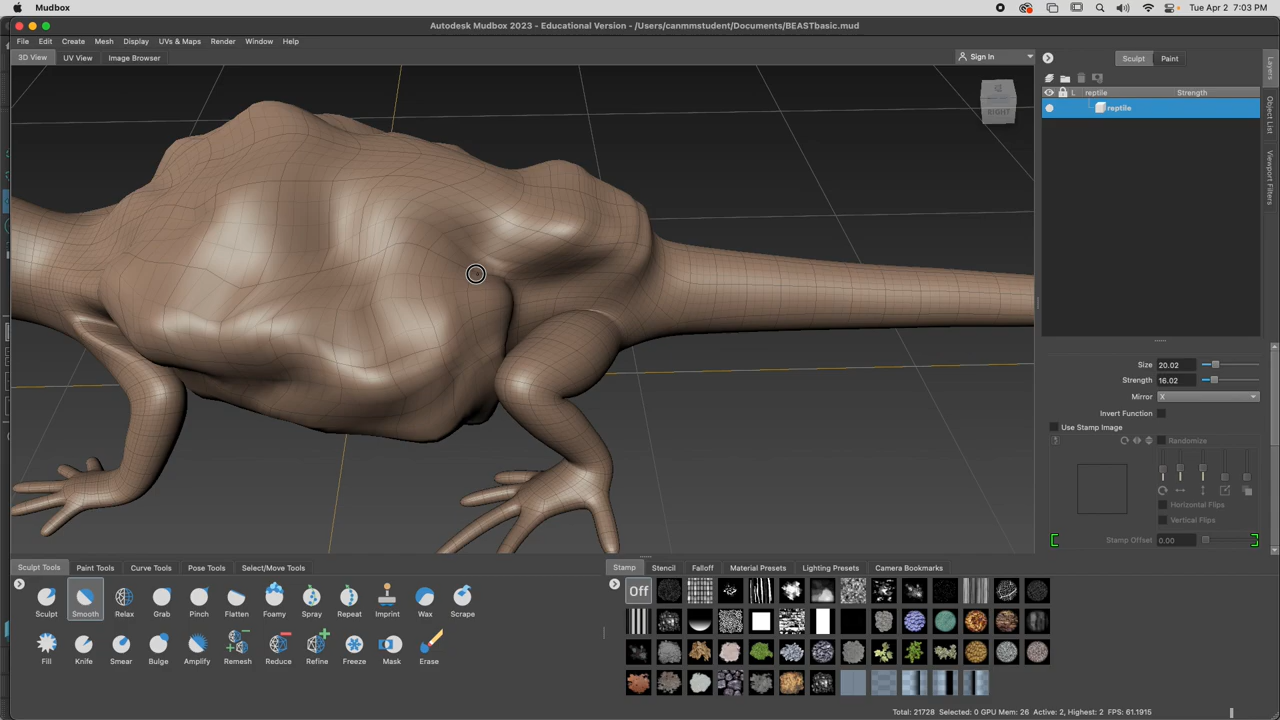 Mudbox
Tue Apr 2 7:03 PM
Autodesk Mudbox 2023 - Educational Version - /Users/canmmstudent/Documents/BEASTbasic.mud
File Edit Create Mesh Display UVs & Maps Render Window Help
3D View UV View Image Browser
Sign In
Sculpt Paint
L reptile Strength
reptile
Layers
Object List
Viewport Filters
RIGHT
Size 20.02
Strength 16.02
Mirror X
Invert Function
Use Stamp Image
Randomize
Horizontal Flips
Vertical Flips
Stamp Offset 0.00
Sculpt Tools Paint Tools Curve Tools Pose Tools Select/Move Tools
Sculpt Smooth Relax Grab Pinch Flatten Foamy Spray Repeat Imprint Wax Scrape
Fill Knife Smear Bulge Amplify Remesh Reduce Refine Freeze Mask Erase
Stamp Stencil Falloff Material Presets Lighting Presets Camera Bookmarks
Off
Total: 21728 Selected: 0 GPU Mem: 26 Active: 2, Highest: 2 FPS: 61.1915